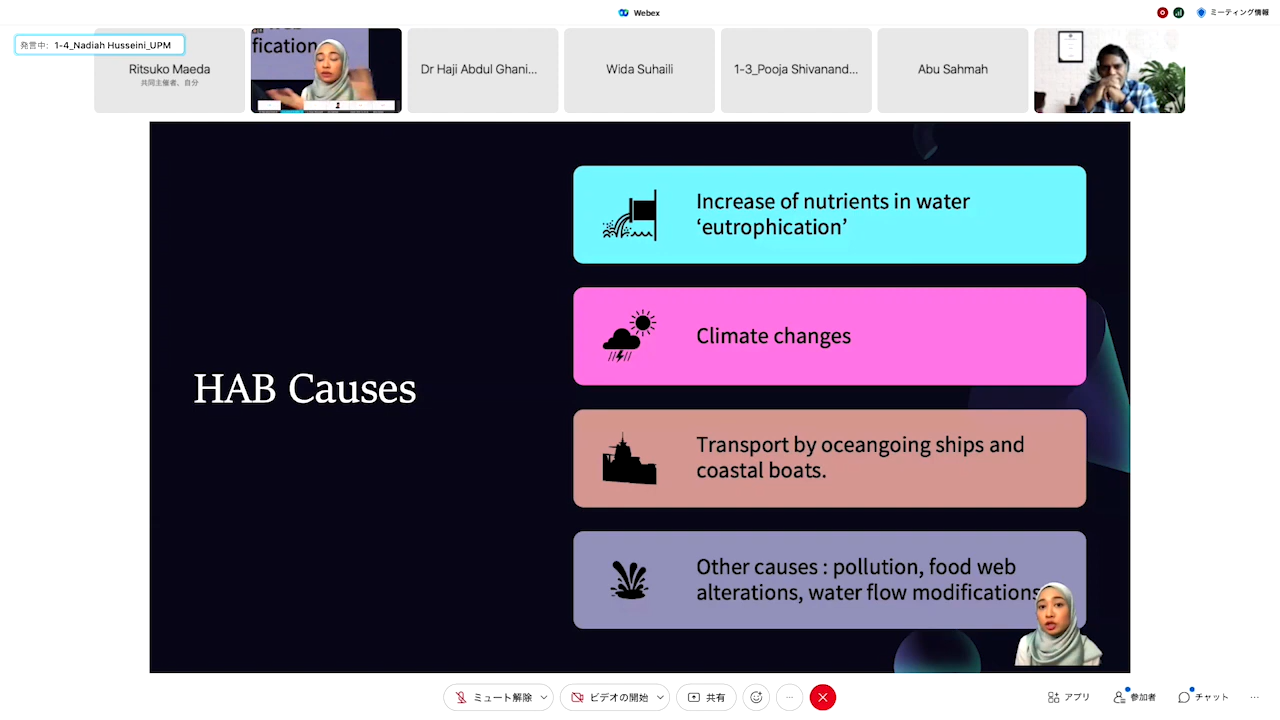 Webex
ミーティング情報
発言中: 1-4_Nadiah Husseini_UPM
Ritsuko Maeda
共同主催者、自分
fication
Dr Haji Abdul Ghani...
Wida Suhaili
1-3_Pooja Shivanand...
Abu Sahmah
HAB Causes
Increase of nutrients in water
‘eutrophication’
Climate changes
Transport by oceangoing ships and
coastal boats.
Other causes : pollution, food web
alterations, water flow modifications
ミュート解除
ビデオの開始
共有
アプリ
参加者
チャット